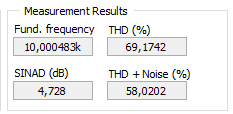 Measurement Results
Fund. frequency THD (%)
10,000483k 69,1742
SINAD (dB) THD + Noise (%)
4,728 58,0202